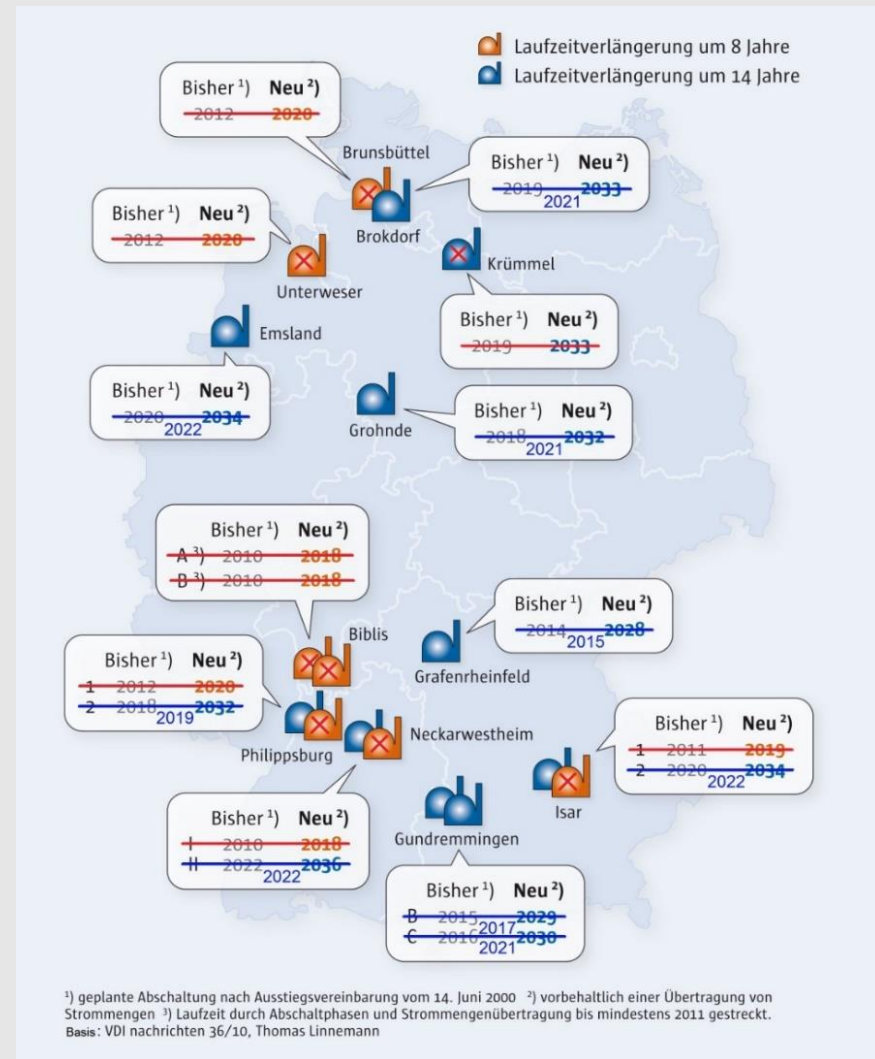 Laufzeitverlängerung um 8 Jahre
Laufzeitverlängerung um 14 Jahre
Bisher ¹) Neu ²)
2012 2020
Brunsbüttel
Bisher ¹) Neu ²)
2019 2033
2021
Brokdorf
Bisher ¹) Neu ²)
2012 2020
Unterweser
Krümmel
Bisher ¹) Neu ²)
2019 2033
Emsland
Bisher ¹) Neu ²)
2020 2034
2022
Grohnde
Bisher ¹) Neu ²)
2018 2032
2021
Bisher ¹) Neu ²)
A ³) 2010 2018
B ³) 2010 2018
Biblis
Bisher ¹) Neu ²)
2014 2028
2015
Grafenrheinfeld
Bisher ¹) Neu ²)
1 2012 2020
2 2018 2032
2019
Philippsburg
Neckarwestheim
Bisher ¹) Neu ²)
1 2011 2019
2 2020 2034
2022
Isar
Bisher ¹) Neu ²)
I 2010 2018
II 2022 2036
2022
Gundremmingen
Bisher ¹) Neu ²)
B 2015 2029
2017
C 2016 2030
2021
¹) geplante Abschaltung nach Ausstiegsvereinbarung vom 14. Juni 2000 ²) vorbehaltlich einer Übertragung von
Strommengen ³) Laufzeit durch Abschaltphasen und Strommengenübertragung bis mindestens 2011 gestreckt.
Basis: VDI nachrichten 36/10, Thomas Linnemann